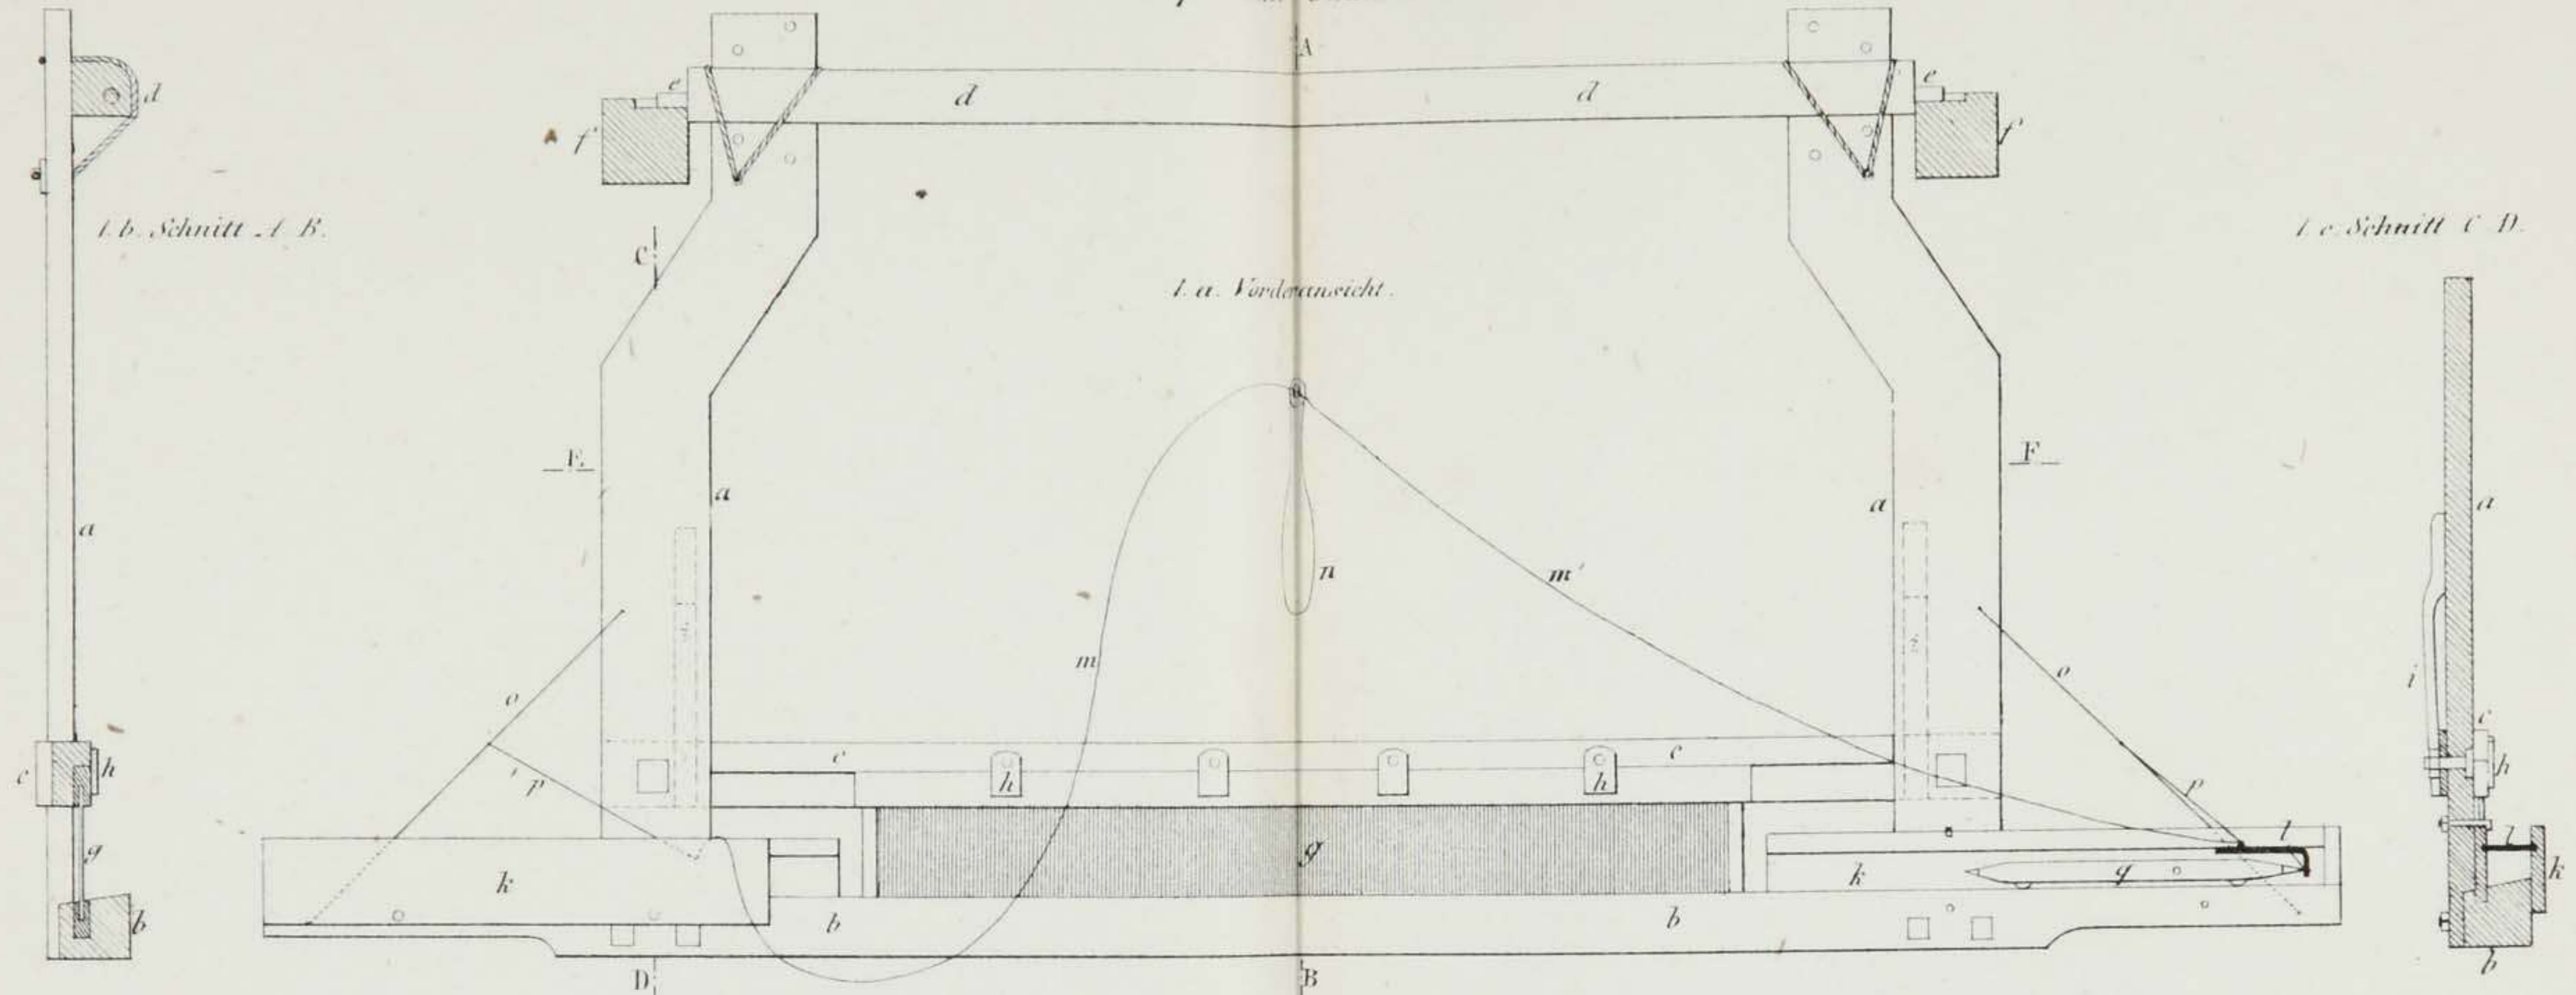 A
d
e
d
d
e
f
f
1. b. Schnitt A B.
1. c. Schnitt C D.
C
1. a. Vorderansicht.
E.
F
a
a
a
a
n
m'
m
o
o
i
p
p
c
c
c
c
h
h
h
h
g
g
l
l
k
k
k
q
b
b
b
b
D
B